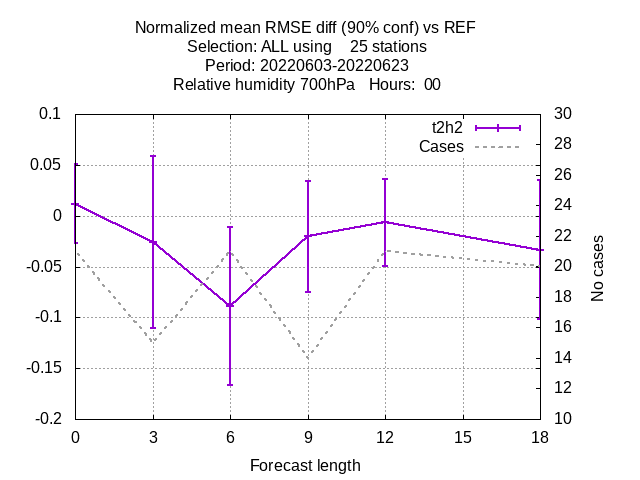 Normalized mean RMSE diff (90% conf) vs REF
Selection: ALL using    25 stations
Period: 20220603-20220623
Relative humidity 700hPa   Hours:  00
t2h2
Cases
0.1
0.05
0
-0.05
-0.1
-0.15
-0.2
30
28
26
24
22
20
18
16
14
12
10
No cases
0 3 6 9 12 15 18
Forecast length